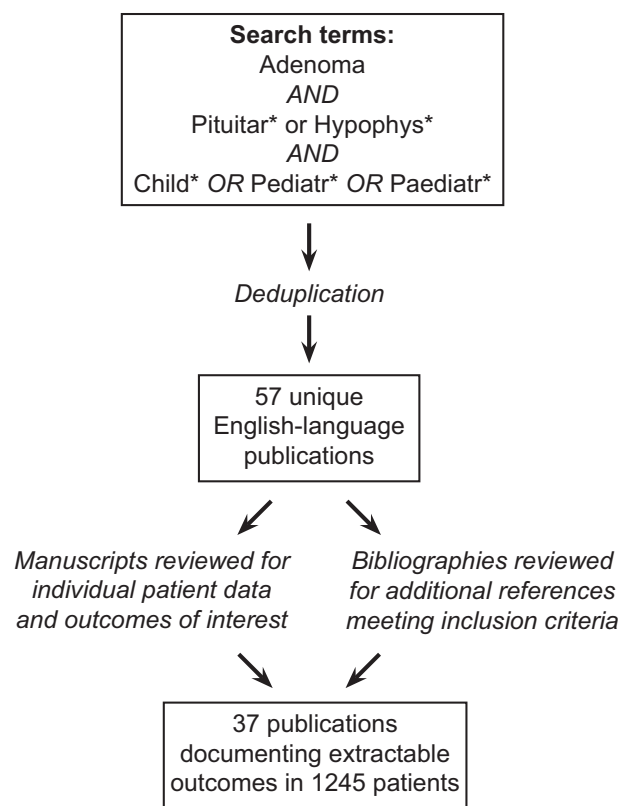 Search terms:
Adenoma
AND
Pituitar* or Hypophys*
AND
Child* OR Pediatr* OR Paediatr*
Deduplication
57 unique
English-language
publications
Manuscripts reviewed for
individual patient data
and outcomes of interest
Bibliographies reviewed
for additional references
meeting inclusion criteria
37 publications
documenting extractable
outcomes in 1245 patients